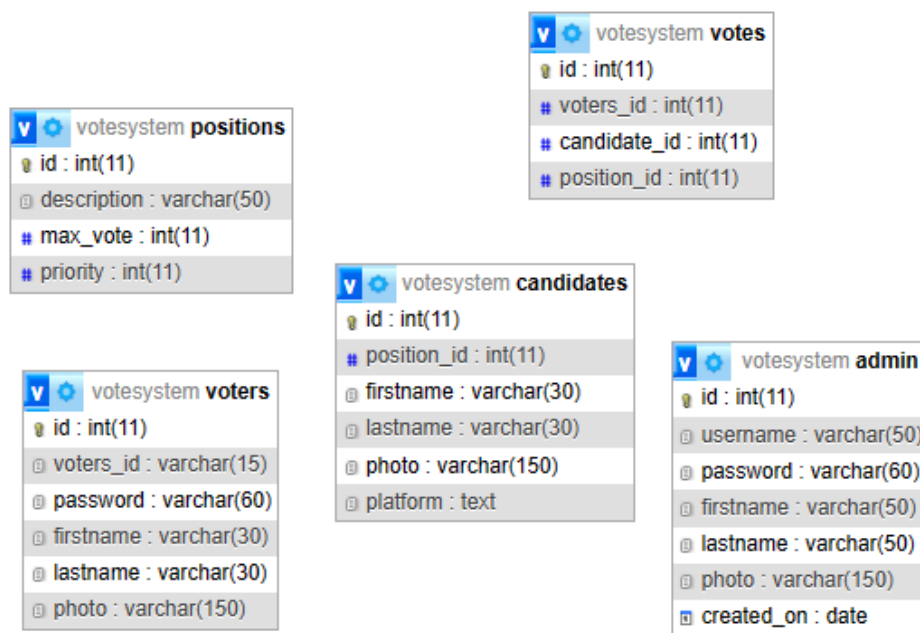 votesystem votes
id : int(11)
voters_id : int(11)
candidate_id : int(11)
position_id : int(11)
votesystem positions
id : int(11)
description : varchar(50)
max_vote : int(11)
priority : int(11)
votesystem candidates
id : int(11)
position_id : int(11)
firstname : varchar(30)
lastname : varchar(30)
photo : varchar(150)
platform : text
votesystem voters
id : int(11)
voters_id : varchar(15)
password : varchar(60)
firstname : varchar(30)
lastname : varchar(30)
photo : varchar(150)
votesystem admin
id : int(11)
username : varchar(50)
password : varchar(60)
firstname : varchar(50)
lastname : varchar(50)
photo : varchar(150)
created_on : date